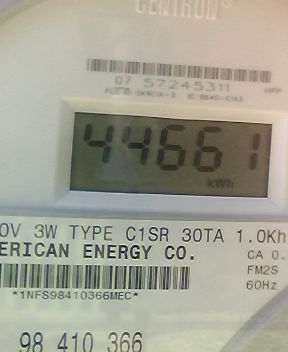 CENTRON®
07 57245311
44661
kWh
0V 3W TYPE C1SR 30TA 1.0Kh
ERICAN ENERGY CO.
CA 0.
FM2S
*1NFS98410366MEC*
60Hz
98 410 366